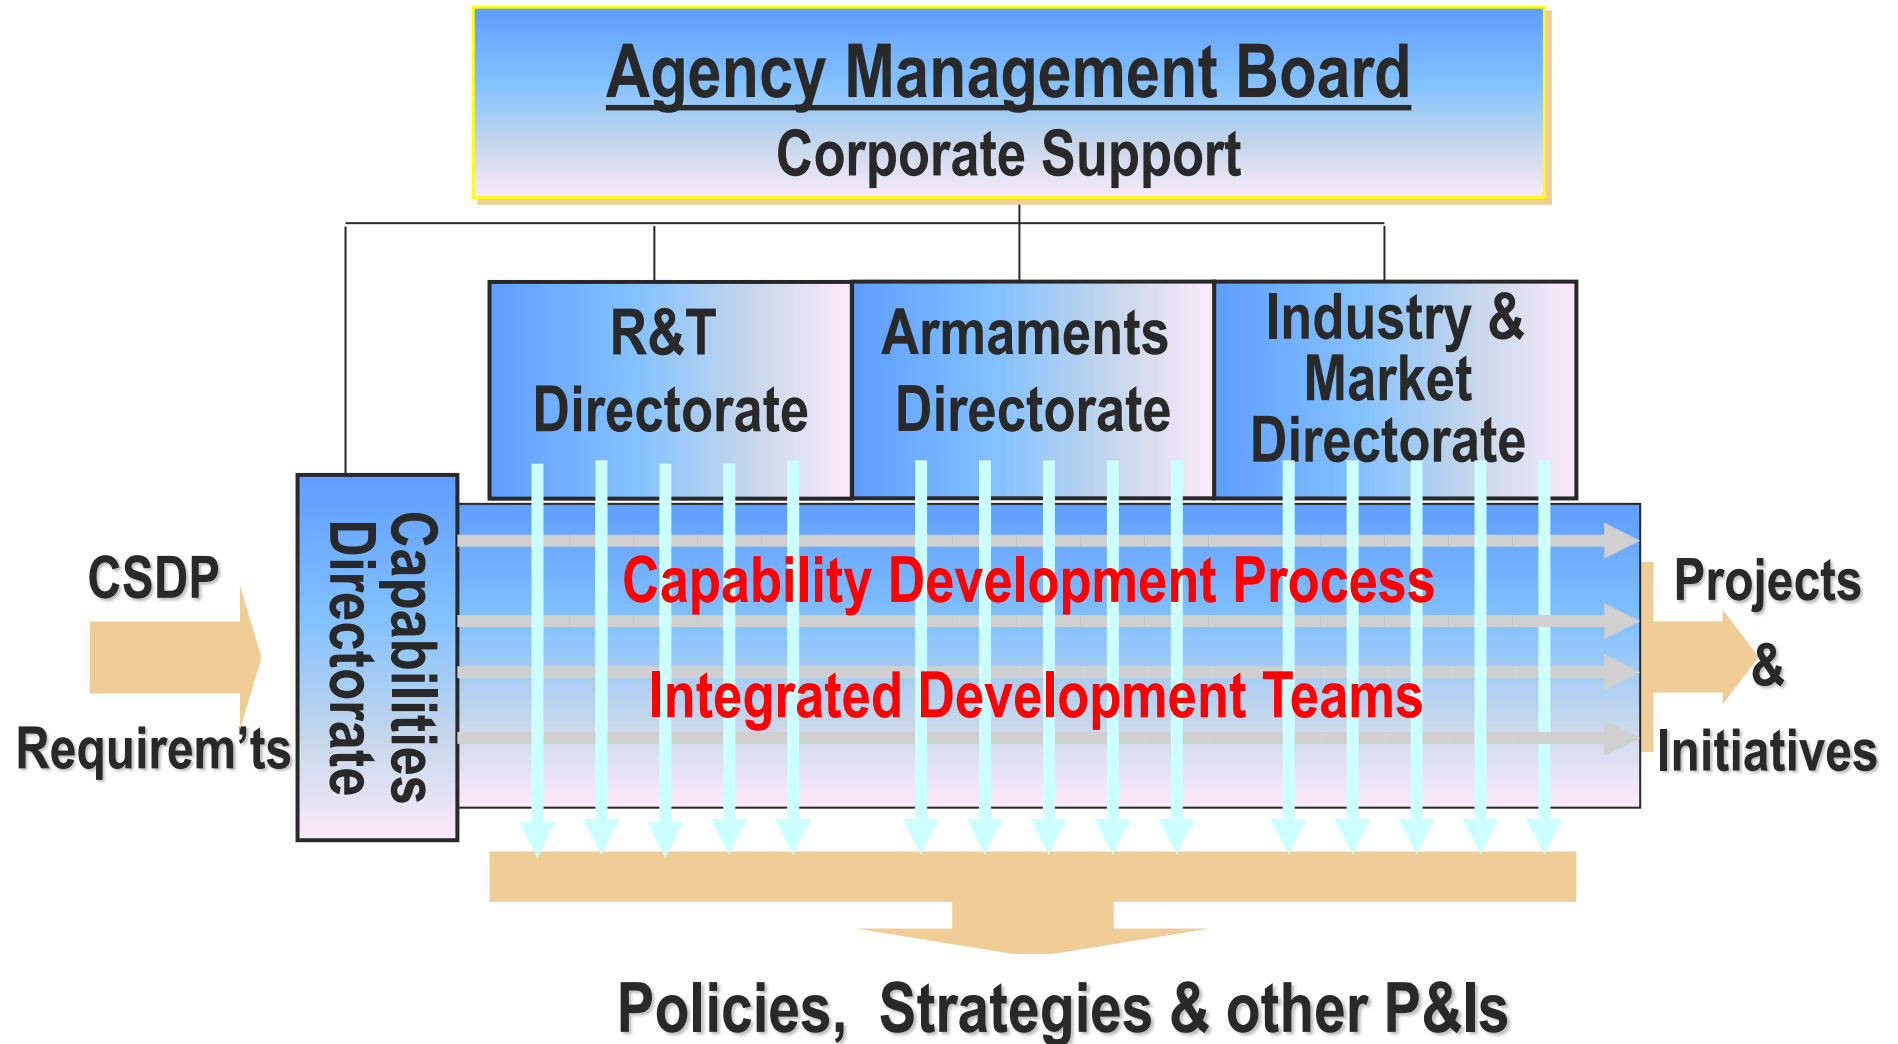 Agency Management Board
Corporate Support
R&T
Directorate
Armaments
Directorate
Industry &
Market
Directorate
Capabilities
Directorate
CSDP
Requirem’ts
Capability Development Process
Integrated Development Teams
Projects
&
Initiatives
Policies,  Strategies & other P&Is